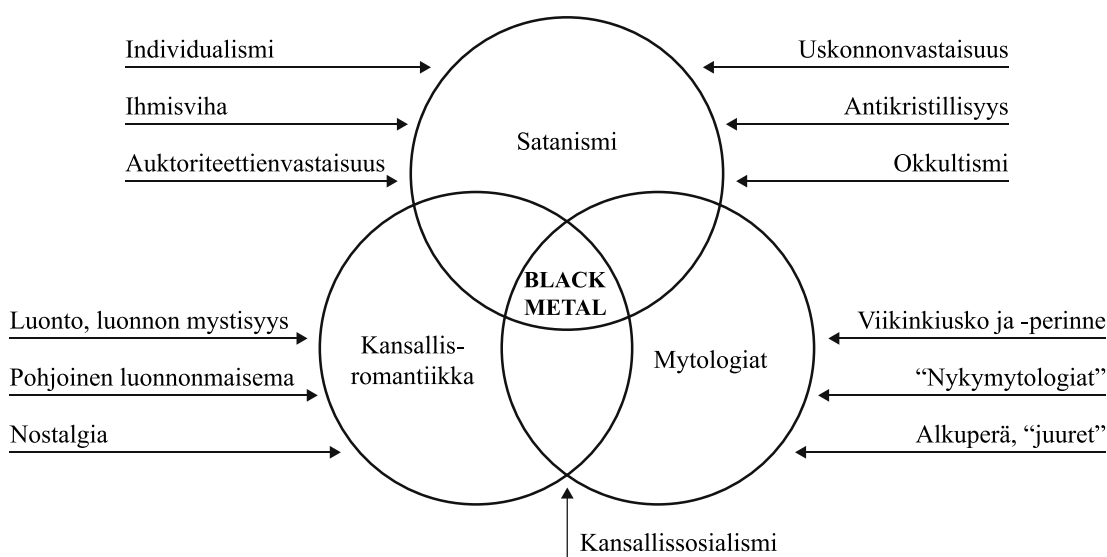 Individualismi
Uskonnonvastaisuus
Ihmisviha
Antikristillisyys
Satanismi
Auktoriteettienvastaisuus
Okkultismi
BLACK
METAL
Luonto, luonnon mystisyys
Viikinkiusko ja -perinne
Kansallis-
romantiikka
Mytologiat
Pohjoinen luonnonmaisema
“Nykymytologiat”
Nostalgia
Alkuperä, “juuret”
Kansallissosialismi